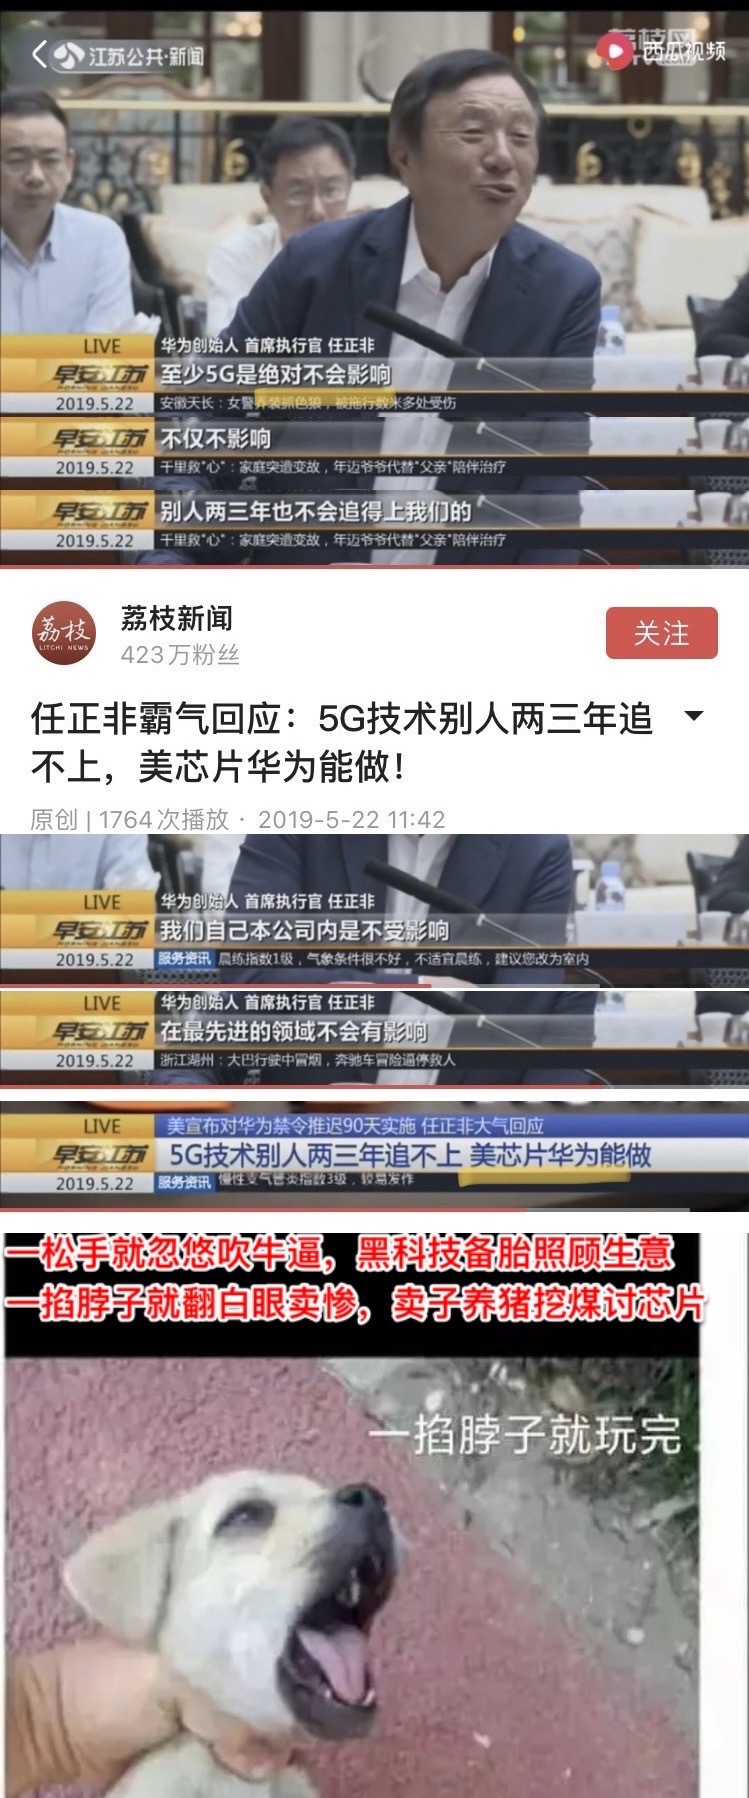 江苏公共·新闻
荔枝网
西瓜视频
LIVE
华为创始人 首席执行官 任正非
早安江苏
至少5G是绝对不会影响
2019.5.22
安徽天长：女警弄装抓色狼，被拖行数米多处受伤
早安江苏
MORNING JIANGSU
不仅不影响
2019.5.22
千里救"心"：家庭突遭变故，年迈爷爷代替"父亲"陪伴治疗
早安江苏
MORNING JIANGSU
别人两三年也不会追得上我们的
2019.5.22
千里救"心"：家庭突遭变故，年迈爷爷代替"父亲"陪伴治疗
荔枝
LITCHI NEWS
荔枝新闻
423万粉丝
关注
任正非霸气回应：5G技术别人两三年追
不上，美芯片华为能做！
原创 | 1764次播放 · 2019-5-22 11:42
LIVE
华为创始人 首席执行官 任正非
早安江苏
MORNING JIANGSU
我们自己本公司内是不受影响
2019.5.22
服务资讯 晨练指数1级，气象条件很不好，不适宜晨练，建议您改为室内
LIVE
华为创始人 首席执行官 任正非
早安江苏
MORNING JIANGSU
在最先进的领域不会有影响
2019.5.22
浙江湖州：大巴行驶中冒烟，奔驰车冒险逼停救人
LIVE
美宣布对华为禁令推迟90天实施 任正非大气回应
早安江苏
MORNING JIANGSU
5G技术别人两三年追不上 美芯片华为能做
2019.5.22
服务资讯 慢性支气管炎指数3级，较易发作
一松手就忽悠吹牛逼，黑科技备胎照顾生意
一掐脖子就翻白眼卖惨，卖子养猪挖煤讨芯片
一掐脖子就玩完